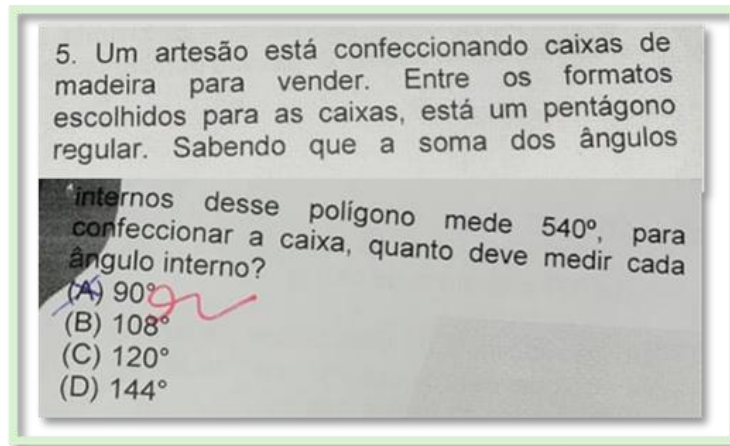 5. Um artesão está confeccionando caixas de
madeira para vender. Entre os formatos
escolhidos para as caixas, está um pentágono
regular. Sabendo que a soma dos ângulos
internos desse polígono mede 540º, para
confeccionar a caixa, quanto deve medir cada
ângulo interno?
(A) 90º
(B) 108°
(C) 120°
(D) 144°